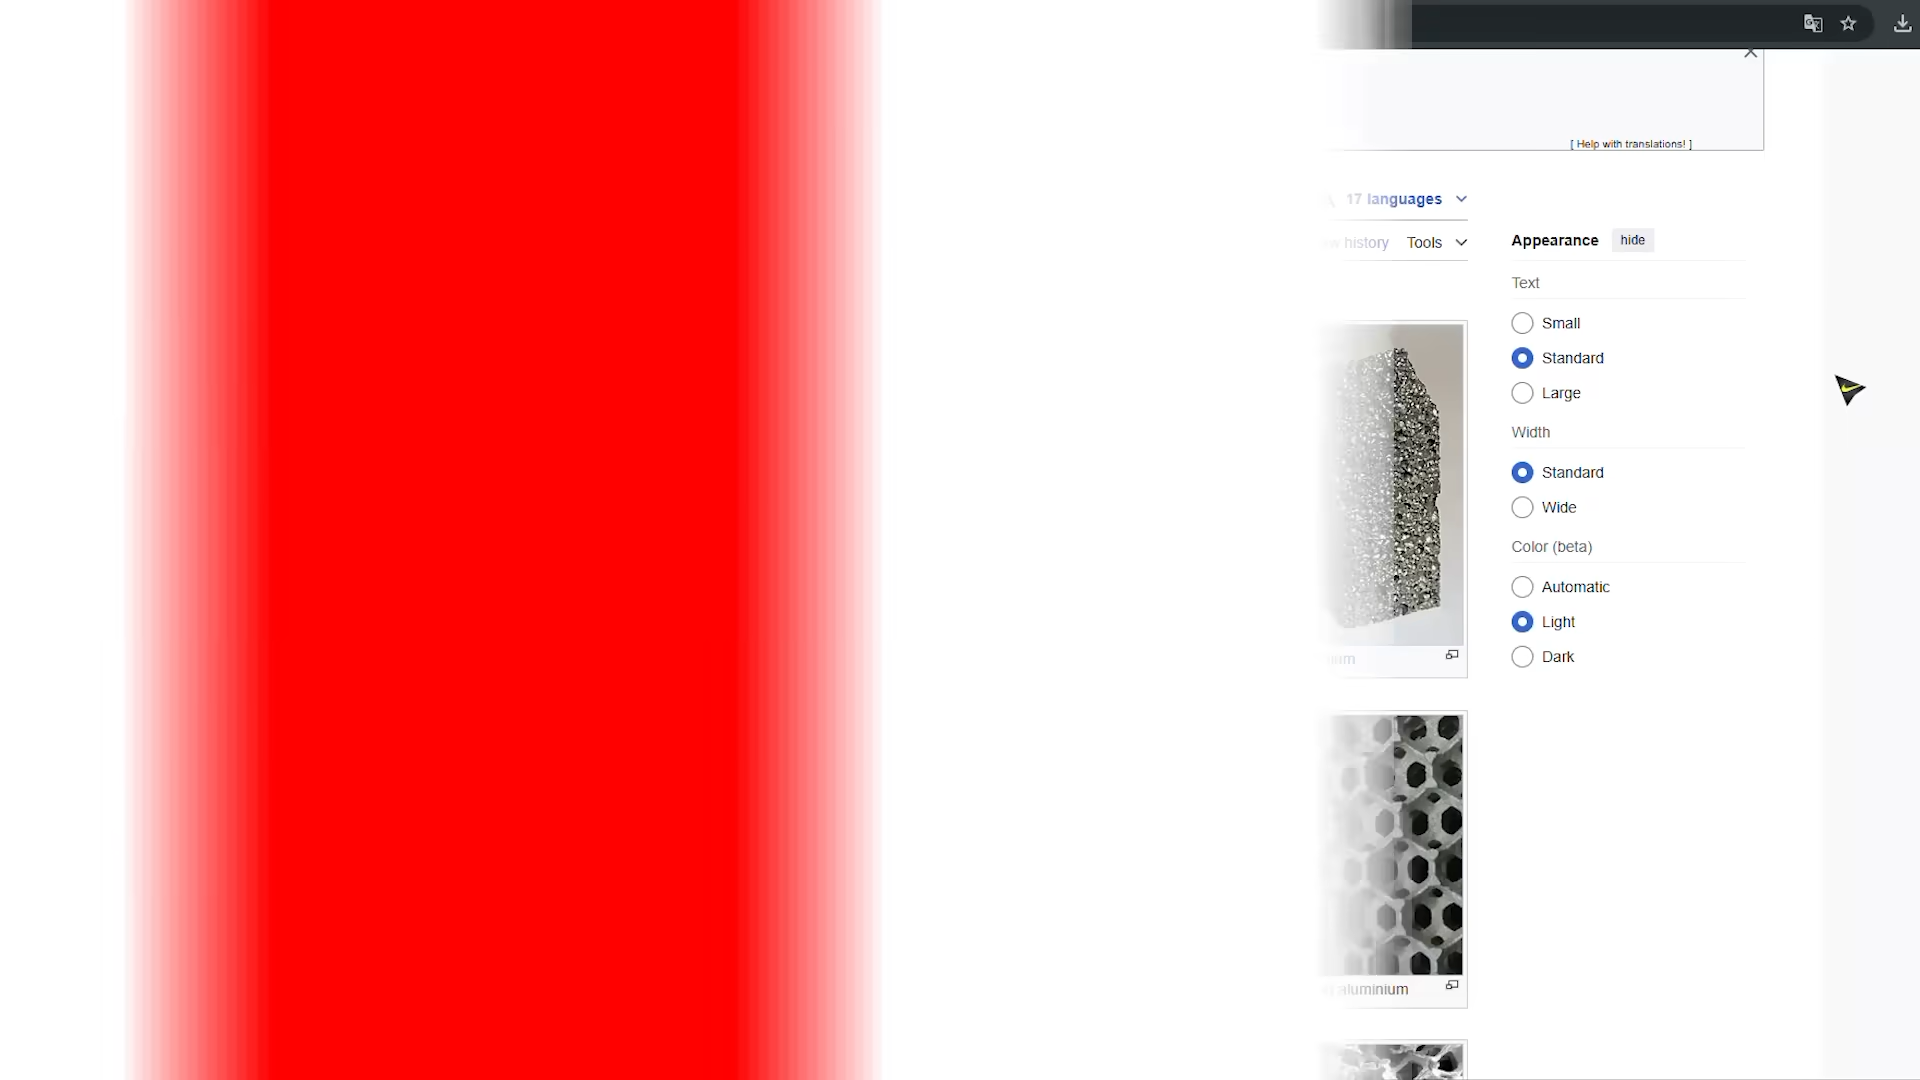 [ Help with translations! ]
17 languages
history Tools
Appearance hide
Text
Small
Standard
Large
Width
Standard
Wide
Color (beta)
Automatic
Light
Dark
aluminium